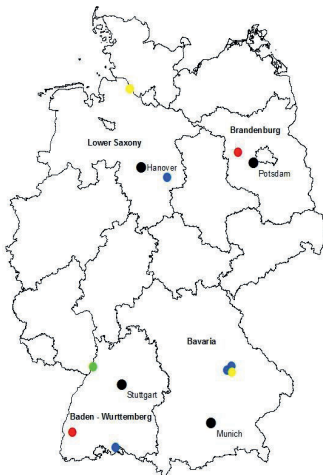 Brandenburg
Lower Saxony
Hanover
Potsdam
Bavaria
Stuttgart
Baden - Wurttemberg
Munich